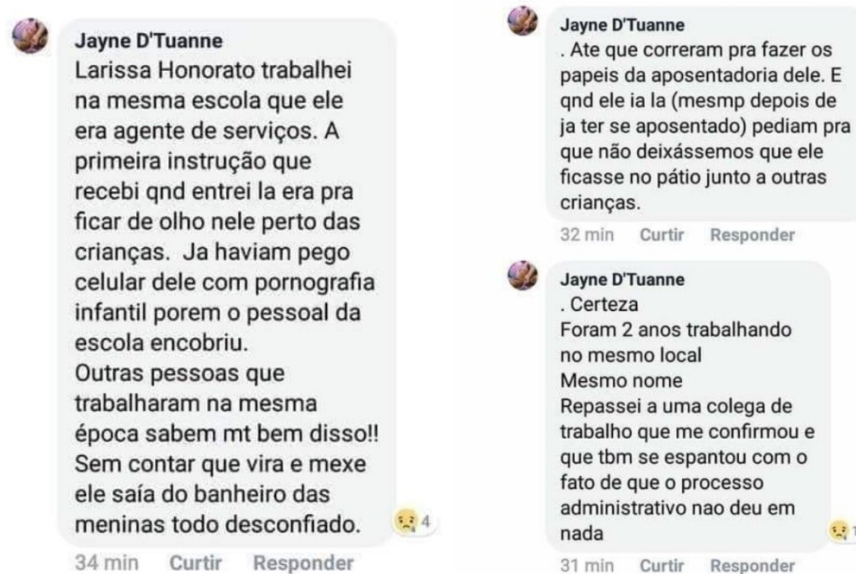 Jayne D'Tuanne
Larissa Honorato trabalhei
na mesma escola que ele
era agente de serviços. A
primeira instrução que
recebi qnd entrei la era pra
ficar de olho nele perto das
crianças. Ja haviam pego
celular dele com pornografia
infantil porem o pessoal da
escola encobriu.
Outras pessoas que
trabalharam na mesma
época sabem mt bem disso!!
Sem contar que vira e mexe
ele saía do banheiro das
meninas todo desconfiado.
4
34 min Curtir Responder
Jayne D'Tuanne
. Ate que correram pra fazer os
papeis da aposentadoria dele. E
qnd ele ia la (mesmp depois de
ja ter se aposentado) pediam pra
que não deixássemos que ele
ficasse no pátio junto a outras
crianças.
32 min Curtir Responder
Jayne D'Tuanne
. Certeza
Foram 2 anos trabalhando
no mesmo local
Mesmo nome
Repassei a uma colega de
trabalho que me confirmou e
que tbm se espantou com o
fato de que o processo
administrativo nao deu em
nada
31 min Curtir Responder